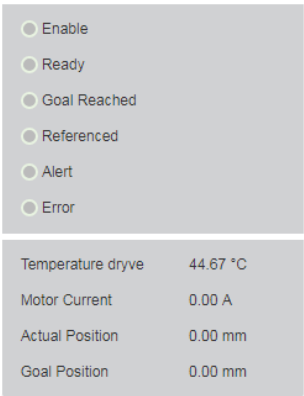 Enable
Ready
Goal Reached
Referenced
Alert
Error
Temperature dryve 44.67 °C
Motor Current 0.00 A
Actual Position 0.00 mm
Goal Position 0.00 mm